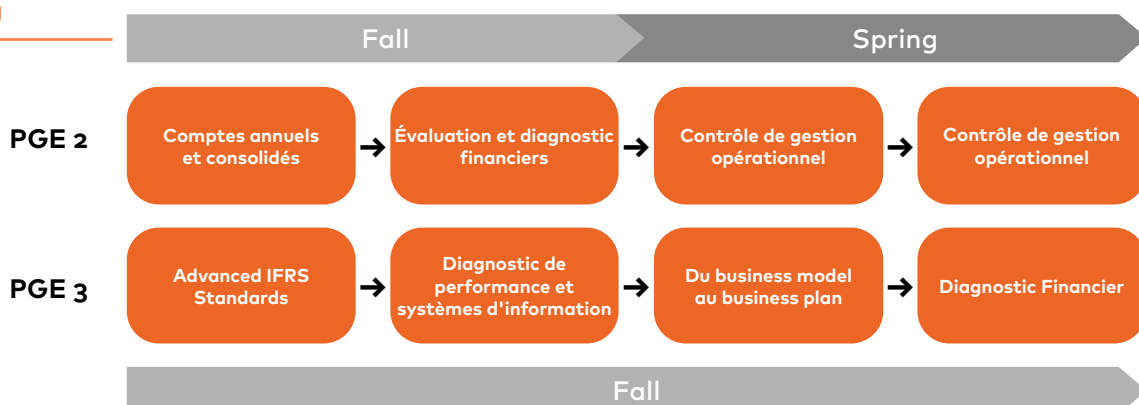 Fall
Spring
PGE 2
Comptes annuels
et consolidés
Évaluation et diagnostic
financiers
Contrôle de gestion
opérationnel
Contrôle de gestion
opérationnel
PGE 3
Advanced IFRS
Standards
Diagnostic de
performance et
systèmes d'information
Du business model
au business plan
Diagnostic Financier
Fall